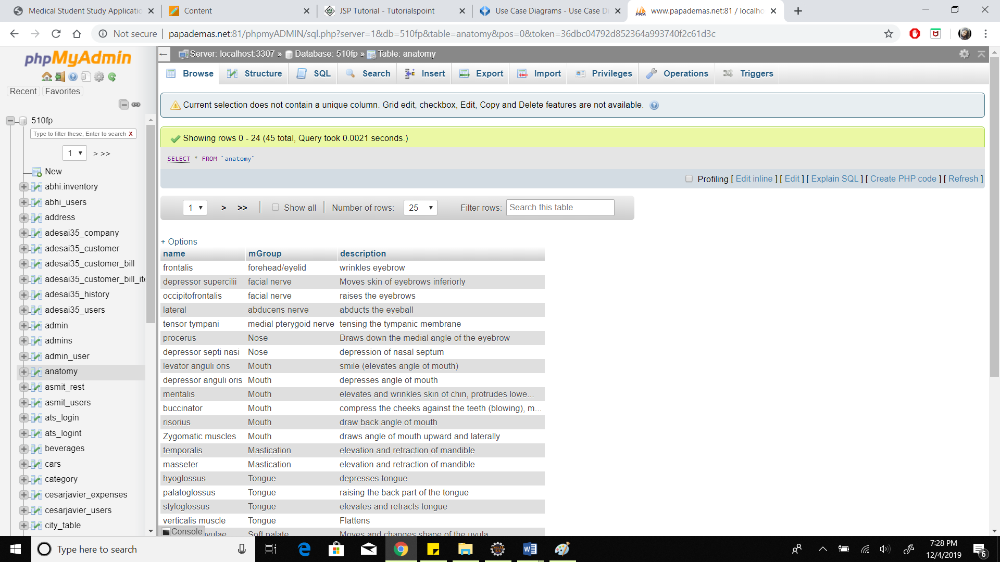 Medical Student Study Applicatio
Content
JSP Tutorial - Tutorialspoint
Use Case Diagrams - Use Case Di
www.papademas.net:81 / localho
Not secure | papademas.net:81/phpmyADMIN/sql.php?server=1&db=510fp&table=anatomy&pos=0&token=36dbc04792d852364a993740f2c61d3c
phpMyAdmin
Recent Favorites
510fp
Type to filter these, Enter to search X
1 > >>
New
abhi.inventory
abhi_users
address
adesai35_company
adesai35_customer
adesai35_customer_bill
adesai35_customer_bill_ite
adesai35_history
adesai35_users
admin
admins
admin_user
anatomy
asmit_rest
asmit_users
ats_login
ats_logint
beverages
cars
category
cesarjavier_expenses
cesarjavier_users
city_table
Server: localhost:3307 » Database: 510fp » Table: anatomy
Browse Structure SQL Search Insert Export Import Privileges Operations Triggers
Current selection does not contain a unique column. Grid edit, checkbox, Edit, Copy and Delete features are not available.
Showing rows 0 - 24 (45 total, Query took 0.0021 seconds.)
SELECT * FROM `anatomy`
Profiling [ Edit inline ] [ Edit ] [ Explain SQL ] [ Create PHP code ] [ Refresh ]
1 > >> Show all Number of rows: 25 Filter rows: Search this table
+ Options
name mGroup description
frontalis forehead/eyelid wrinkles eyebrow
depressor supercilii facial nerve Moves skin of eyebrows inferiorly
occipitofrontalis facial nerve raises the eyebrows
lateral abducens nerve abducts the eyeball
tensor tympani medial pterygoid nerve tensing the tympanic membrane
procerus Nose Draws down the medial angle of the eyebrow
depressor septi nasi Nose depression of nasal septum
levator anguli oris Mouth smile (elevates angle of mouth)
depressor anguli oris Mouth depresses angle of mouth
mentalis Mouth elevates and wrinkles skin of chin, protrudes lowe...
buccinator Mouth compress the cheeks against the teeth (blowing), m...
risorius Mouth draw back angle of mouth
Zygomatic muscles Mouth draws angle of mouth upward and laterally
temporalis Mastication elevation and retraction of mandible
masseter Mastication elevation and retraction of mandible
hyoglossus Tongue depresses tongue
palatoglossus Tongue raising the back part of the tongue
styloglossus Tongue elevates and retracts tongue
verticalis muscle Tongue Flattens
uvulae Soft palate Moves and changes shape of the uvula
Console
Type here to search
7:28 PM
12/4/2019
6